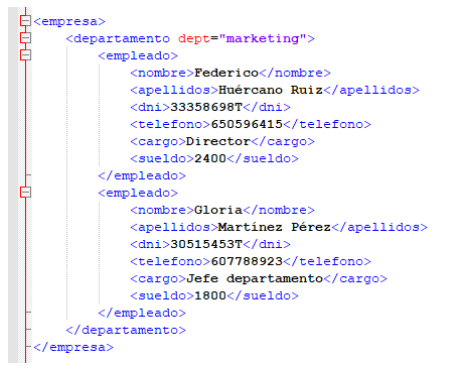 <empresa>
<departamento dept="marketing">
<empleado>
<nombre>Federico</nombre>
<apellidos>Huércano Ruiz</apellidos>
<dni>33358698T</dni>
<telefono>650596415</telefono>
<cargo>Director</cargo>
<sueldo>2400</sueldo>
</empleado>
<empleado>
<nombre>Gloria</nombre>
<apellidos>Martínez Pérez</apellidos>
<dni>30515453T</dni>
<telefono>607788923</telefono>
<cargo>Jefe departamento</cargo>
<sueldo>1800</sueldo>
</empleado>
</departamento>
</empresa>